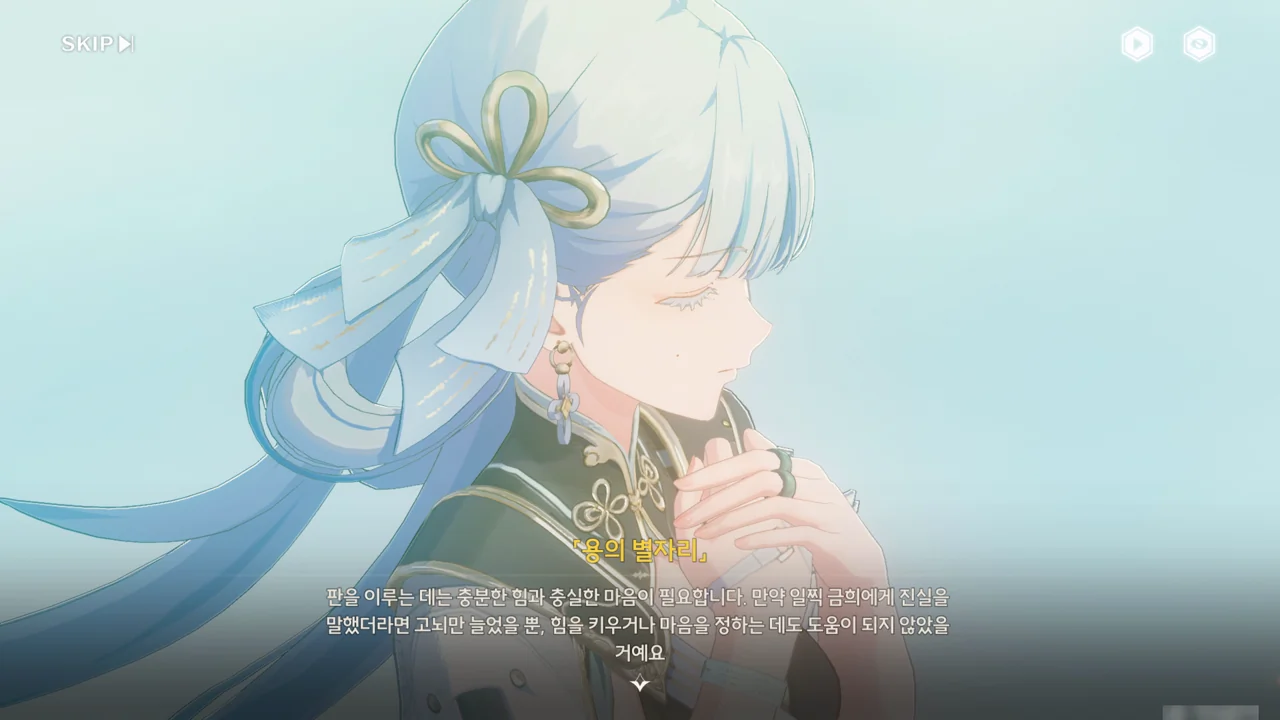 SKIP
「용의 별자리」
판을 이루는 데는 충분한 힘과 충실한 마음이 필요합니다. 만약 일찍 금희에게 진실을
말했더라면 고뇌만 늘었을 뿐, 힘을 키우거나 마음을 정하는 데도 도움이 되지 않았을
거예요